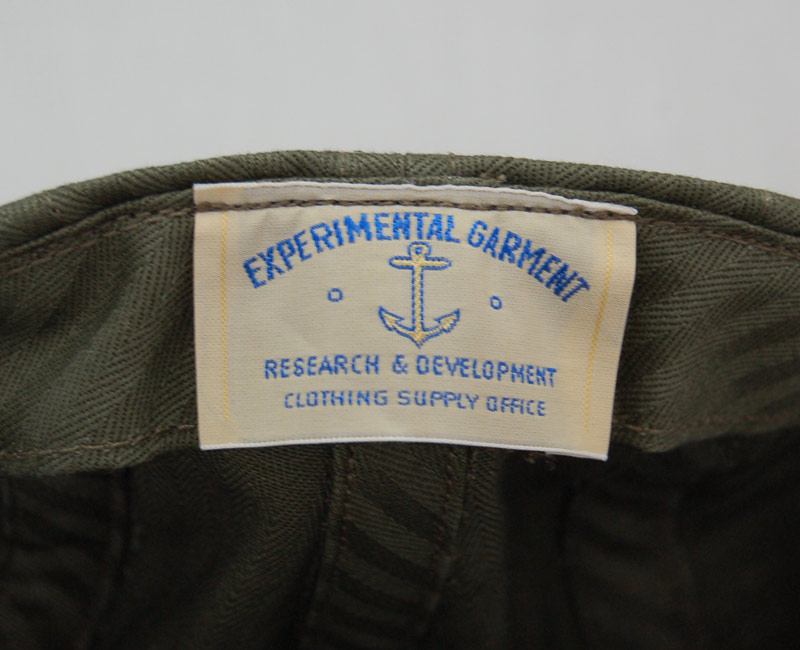 EXPERIMENTAL GARMENT
RESEARCH & DEVELOPMENT
CLOTHING SUPPLY OFFICE